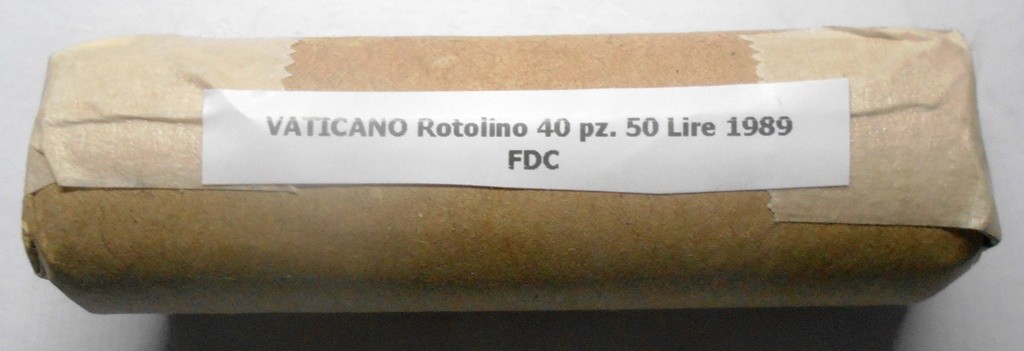 VATICANO Rotolino 40 pz. 50 Lire 1989
FDC